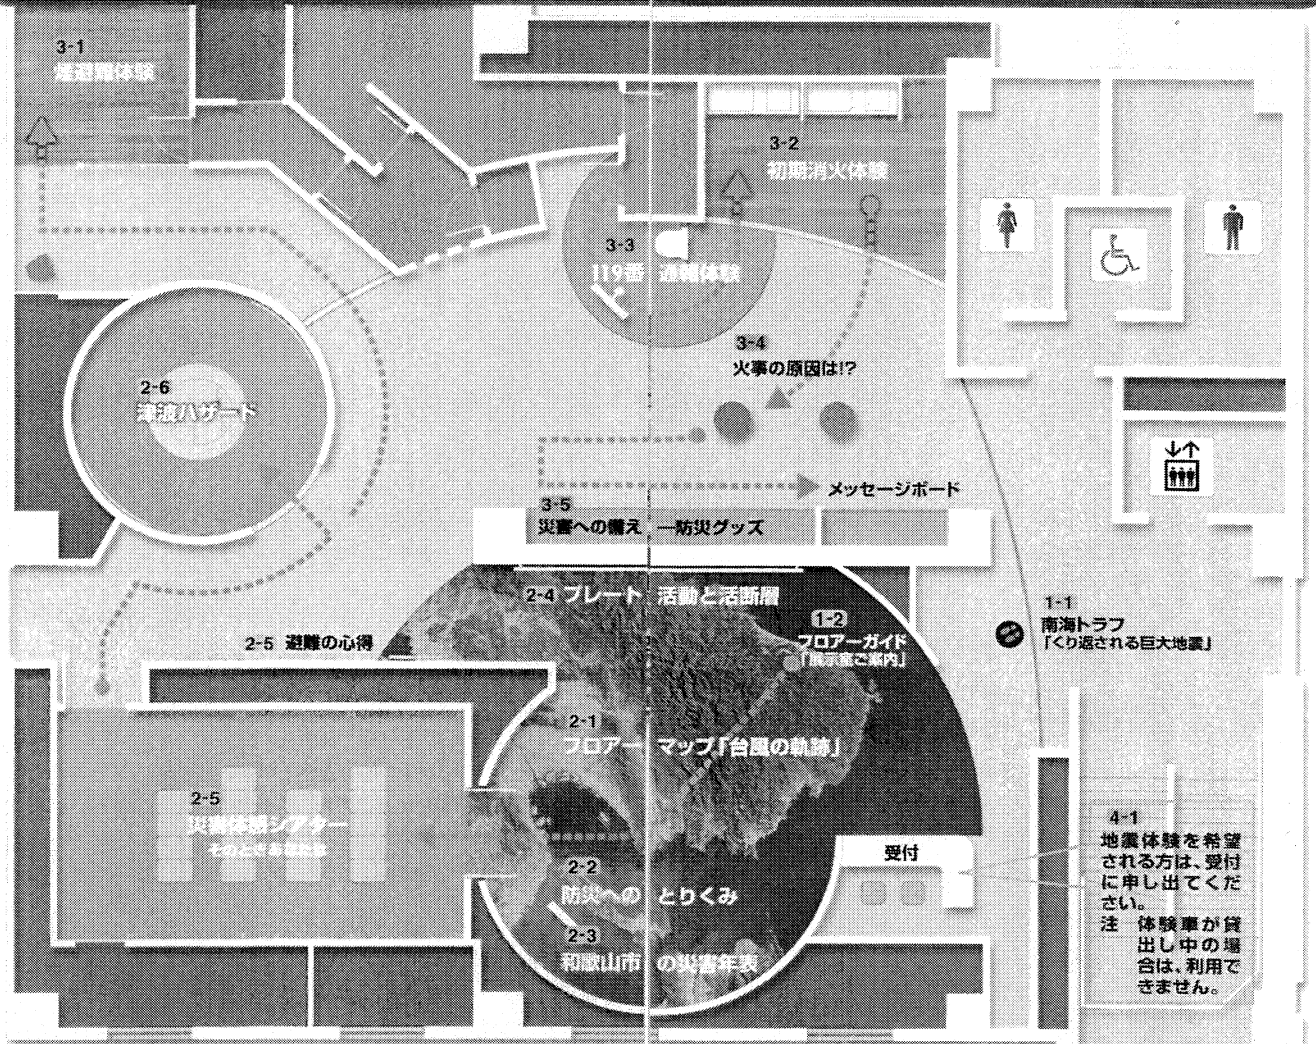 3-1
煙避難体験
3-2
初期消火体験
3-3
119番 通報体験
3-4
火事の原因は!?
2-6
津波ハザード
メッセージボード
3-5
災害への備え ―防災グッズ
2-4 プレート 活動と活断層
1-2
フロアーガイド
「展示室ご案内」
1-1
南海トラフ
「くり返される巨大地震」
2-5 避難の心得
2-1
フロアー マップ「台風の軌跡」
2-5
災害体験シアター
受付
2-2
防災への とりくみ
2-3
和歌山市 の災害年表
4-1
地震体験を希望
される方は、受付
に申し出てくだ
さい。
注 体験車が貸
出し中の場
合は、利用で
きません。